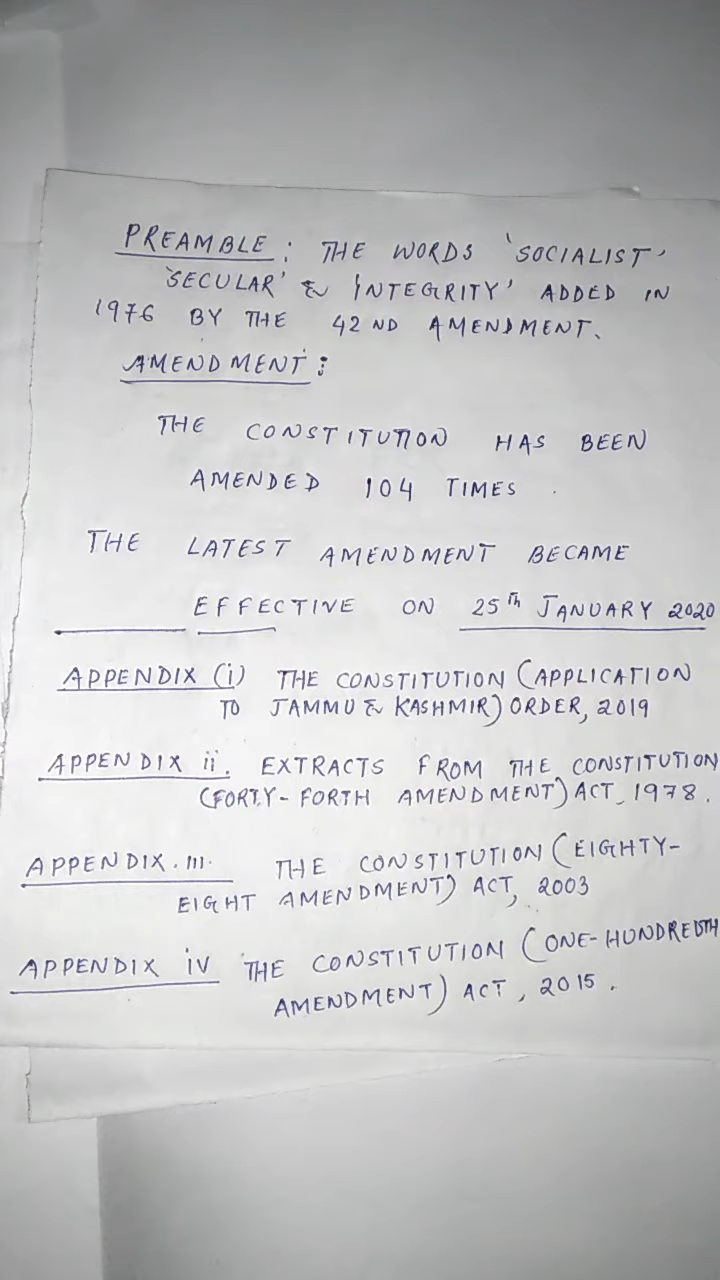 PREAMBLE : THE WORDS 'SOCIALIST'
'SECULAR' & INTEGRITY' ADDED IN
1976 BY THE 42 ND AMENDMENT.
AMENDMENT :
THE CONSTITUTION HAS BEEN
AMENDED 104 TIMES .
THE LATEST AMENDMENT BECAME
EFFECTIVE ON 25Th JANUARY 2020
APPENDIX (i) THE CONSTITUTION (APPLICATION
TO JAMMU & KASHMIR) ORDER, 2019
APPENDIX ii. EXTRACTS FROM THE CONSTITUTION
(FORTY-FORTH AMENDMENT) ACT, 1978.
APPENDIX.III. THE CONSTITUTION (EIGHTY-
EIGHT AMENDMENT) ACT, 2003
APPENDIX iv THE CONSTITUTION (ONE-HUNDREDTH
AMENDMENT) ACT, 2015.